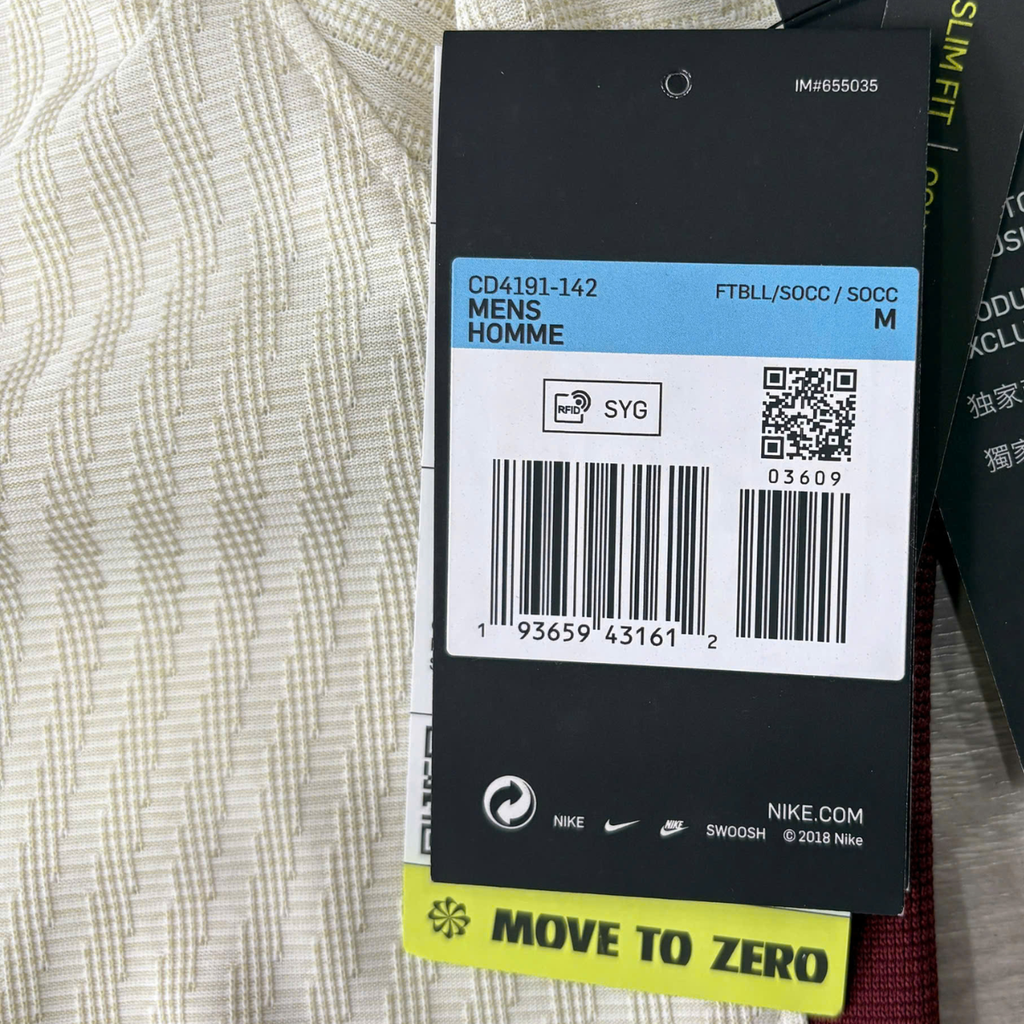 IM#655035
SLIM FIT
CD4191-142
FTBLL/SOCC / SOCC
MENS
M
HOMME
RFID
SYG
03609
1 93659 43161 2
NIKE.COM
NIKE
NIKE
SWOOSH
© 2018 Nike
MOVE TO ZERO
独家
獨家